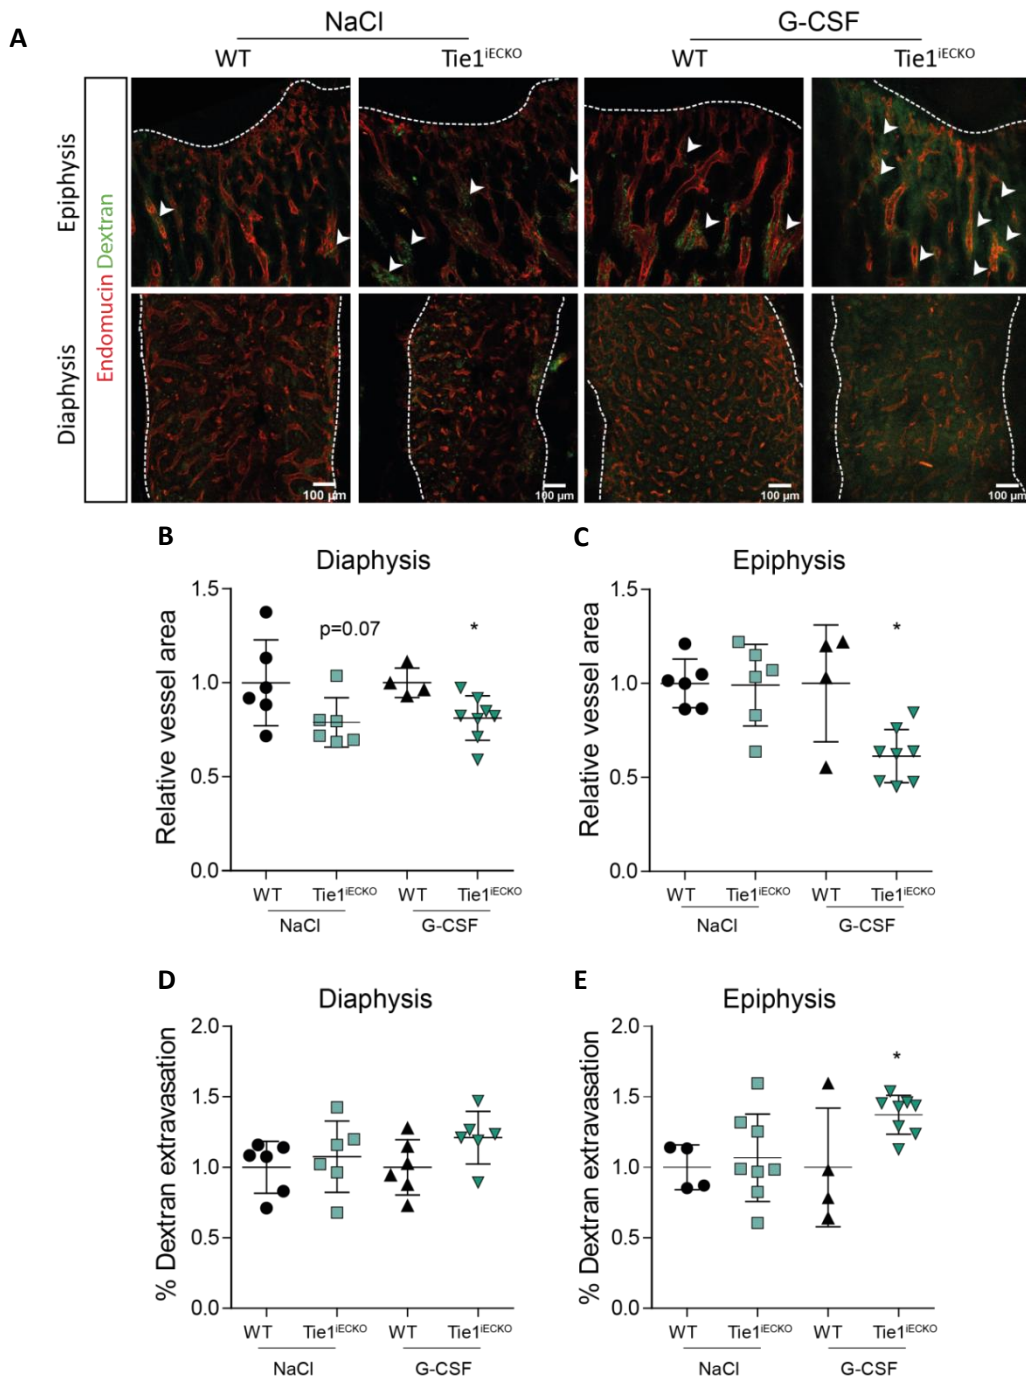 A
NaCl
G-CSF
WT
Tie1iECKO
WT
Tie1iECKO
Endomucin Dextran
Epiphysis
Diaphysis
100 µm
100 µm
100 µm
100 µm
B
Diaphysis
Relative vessel area
1.5
1.0
0.5
0.0
p=0.07
*
WT
Tie1iECKO
WT
Tie1iECKO
NaCl
G-CSF
C
Epiphysis
Relative vessel area
1.5
1.0
0.5
0.0
*
WT
Tie1iECKO
WT
Tie1iECKO
NaCl
G-CSF
D
Diaphysis
% Dextran extravasation
2.0
1.5
1.0
0.5
0.0
WT
Tie1iECKO
WT
Tie1iECKO
NaCl
G-CSF
E
Epiphysis
% Dextran extravasation
2.0
1.5
1.0
0.5
0.0
*
WT
Tie1iECKO
WT
Tie1iECKO
NaCl
G-CSF